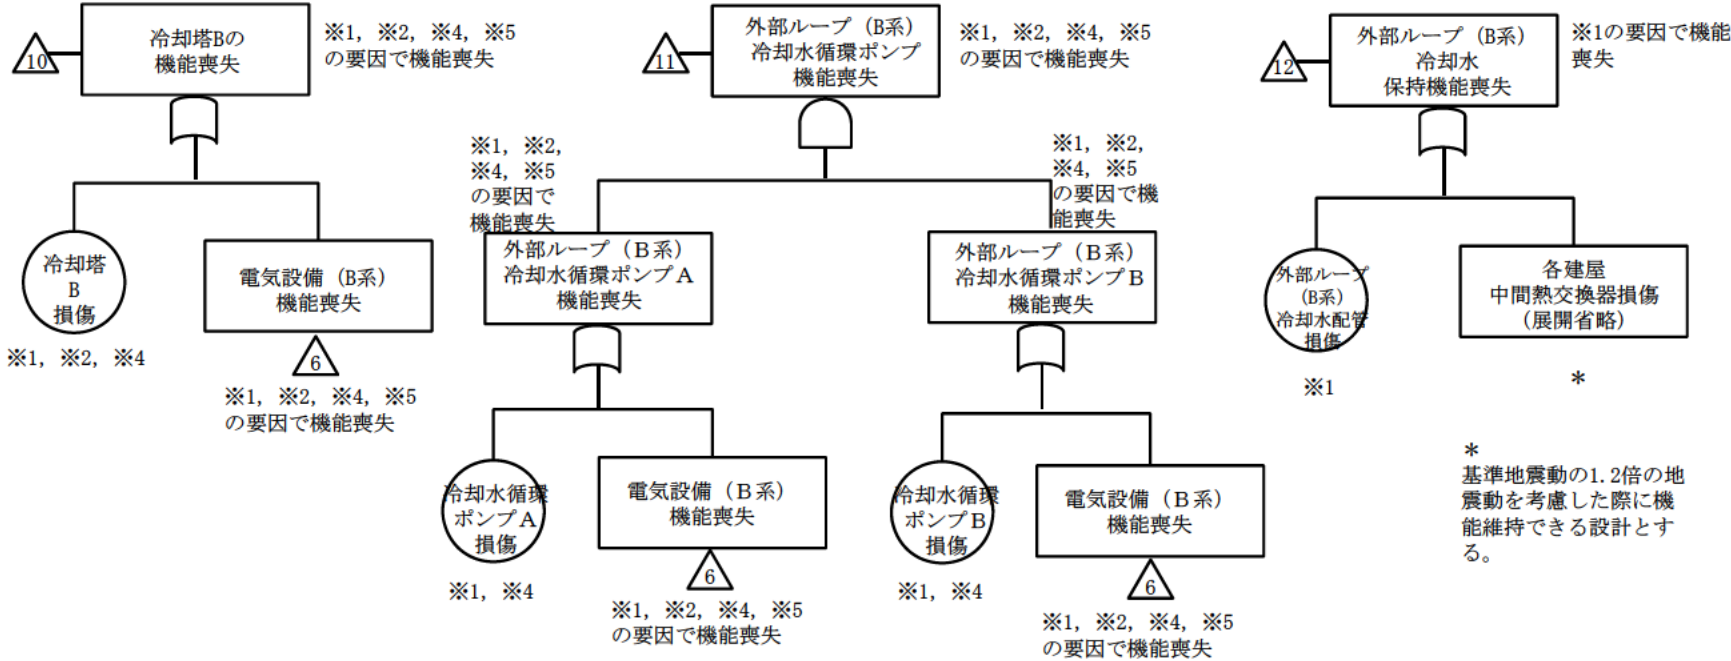 冷却塔Bの
機能喪失
10
※1, ※2, ※4, ※5
の要因で機能喪失
冷却塔
B
損傷
※1, ※2, ※4
電気設備（B系）
機能喪失
6
※1, ※2, ※4, ※5
の要因で機能喪失
外部ループ（B系）
冷却水循環ポンプ
機能喪失
11
※1, ※2, ※4, ※5
の要因で機能喪失
※1, ※2,
※4, ※5
の要因で
機能喪失
外部ループ（Ｂ系）
冷却水循環ポンプＡ
機能喪失
冷却水循環
ポンプＡ
損傷
※1, ※4
電気設備（Ｂ系）
機能喪失
6
※1, ※2, ※4, ※5
の要因で機能喪失
※1, ※2,
※4, ※5
の要因で機
能喪失
外部ループ（Ｂ系）
冷却水循環ポンプＢ
機能喪失
冷却水循環
ポンプＢ
損傷
※1, ※4
電気設備（Ｂ系）
機能喪失
6
※1, ※2, ※4, ※5
の要因で機能喪失
外部ループ（B系）
冷却水
保持機能喪失
12
※1の要因で機能
喪失
外部ループ
（B系）
冷却水配管
損傷
※1
各建屋
中間熱交換器損傷
（展開省略）
＊
＊
基準地震動の1.2倍の地
震動を考慮した際に機
能維持できる設計とす
る。